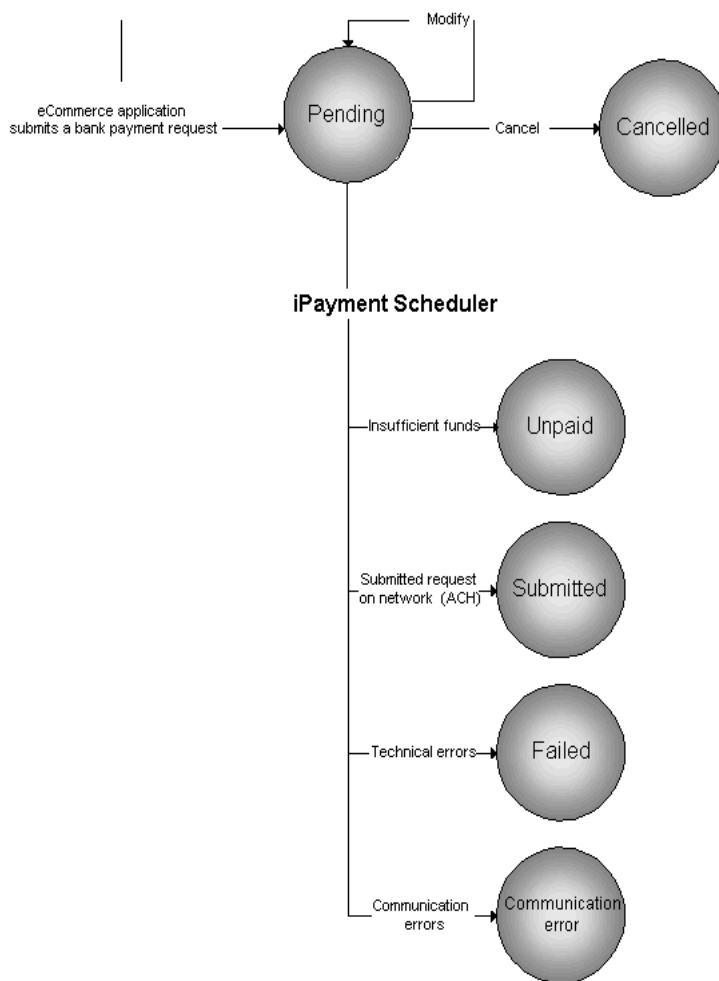 Modify
eCommerce application
submits a bank payment request
Pending
Cancel
Cancelled
iPayment Scheduler
Insufficient funds
Unpaid
Submitted request
on network (ACH)
Submitted
Technical errors
Failed
Communication
errors
Communication
error